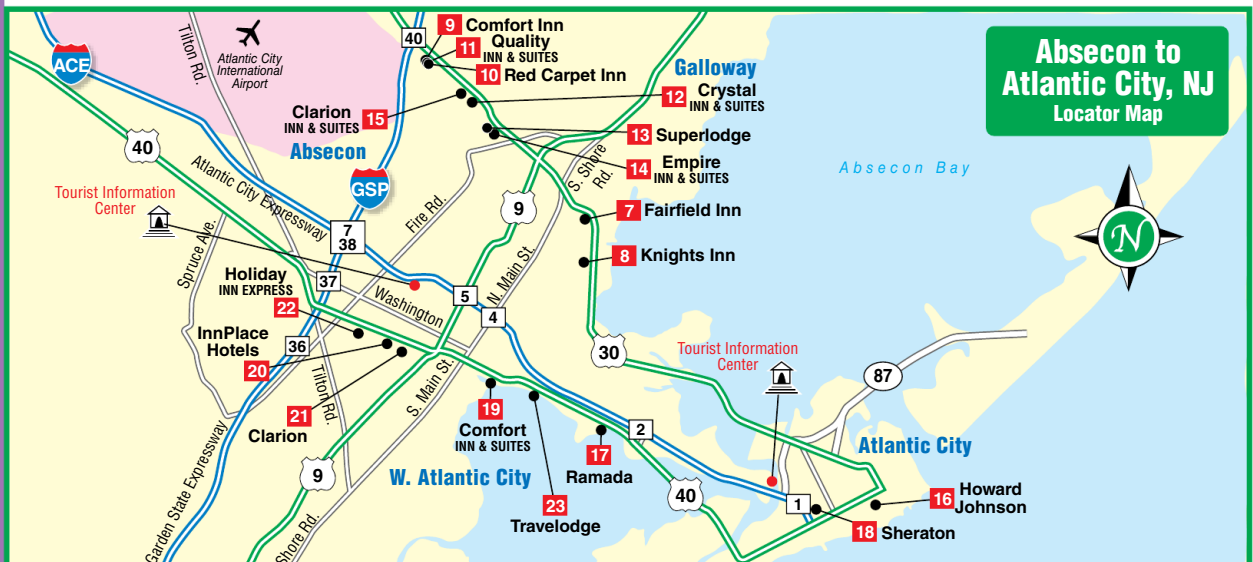 Absecon to
Atlantic City, NJ
Locator Map
ACE
Tilton Rd.
Atlantic City
International
Airport
40
9 Comfort Inn
11 Quality
INN & SUITES
10 Red Carpet Inn
Galloway
12 Crystal
INN & SUITES
15 Clarion
INN & SUITES
13 Superlodge
14 Empire
INN & SUITES
Absecon
40
GSP
Atlantic City Expressway
Tourist Information
Center
Fire Rd.
S. Shore
Rd.
Absecon Bay
N
9
7 Fairfield Inn
8 Knights Inn
7
38
Spruce Ave.
37
Holiday
INN EXPRESS
22
Washington
N. Main St.
5
4
InnPlace
Hotels
20
36
30
Tourist Information
Center
87
Tilton Rd.
S. Main St.
21
Clarion
19
Comfort
INN & SUITES
2
17
Ramada
Atlantic City
W. Atlantic City
9
23
Travelodge
40
1
16 Howard
Johnson
18 Sheraton
Garden State Expressway
Shore Rd.